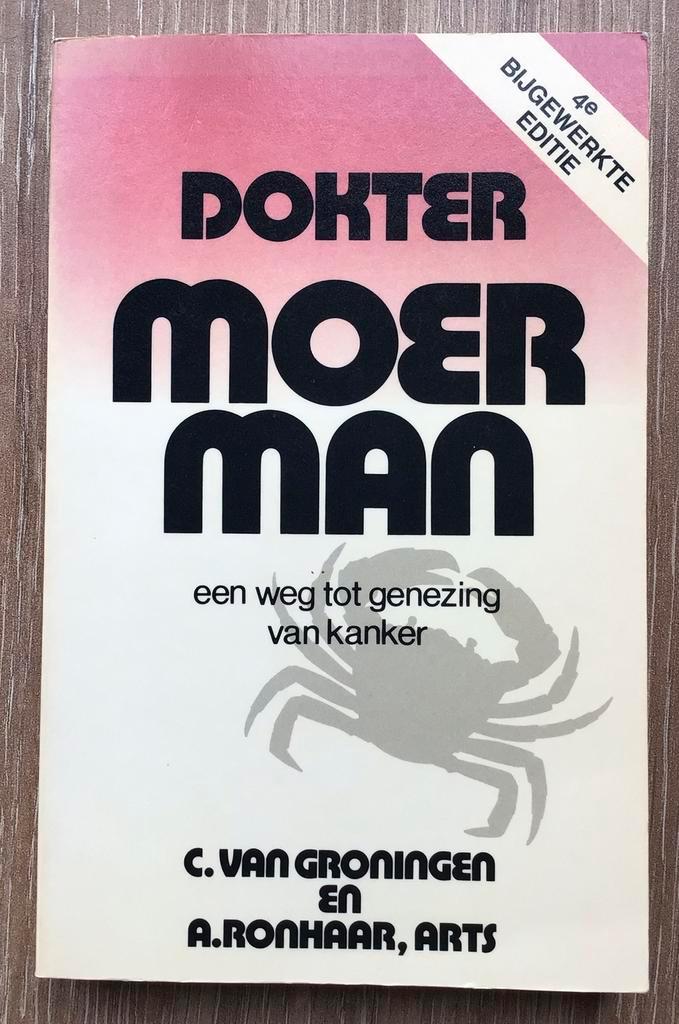 4e
BIJGEWERKTE
EDITIE
DOKTER
MOER
MAN
een weg tot genezing
van kanker
C. VAN GRONINGEN
EN
A.RONHAAR, ARTS